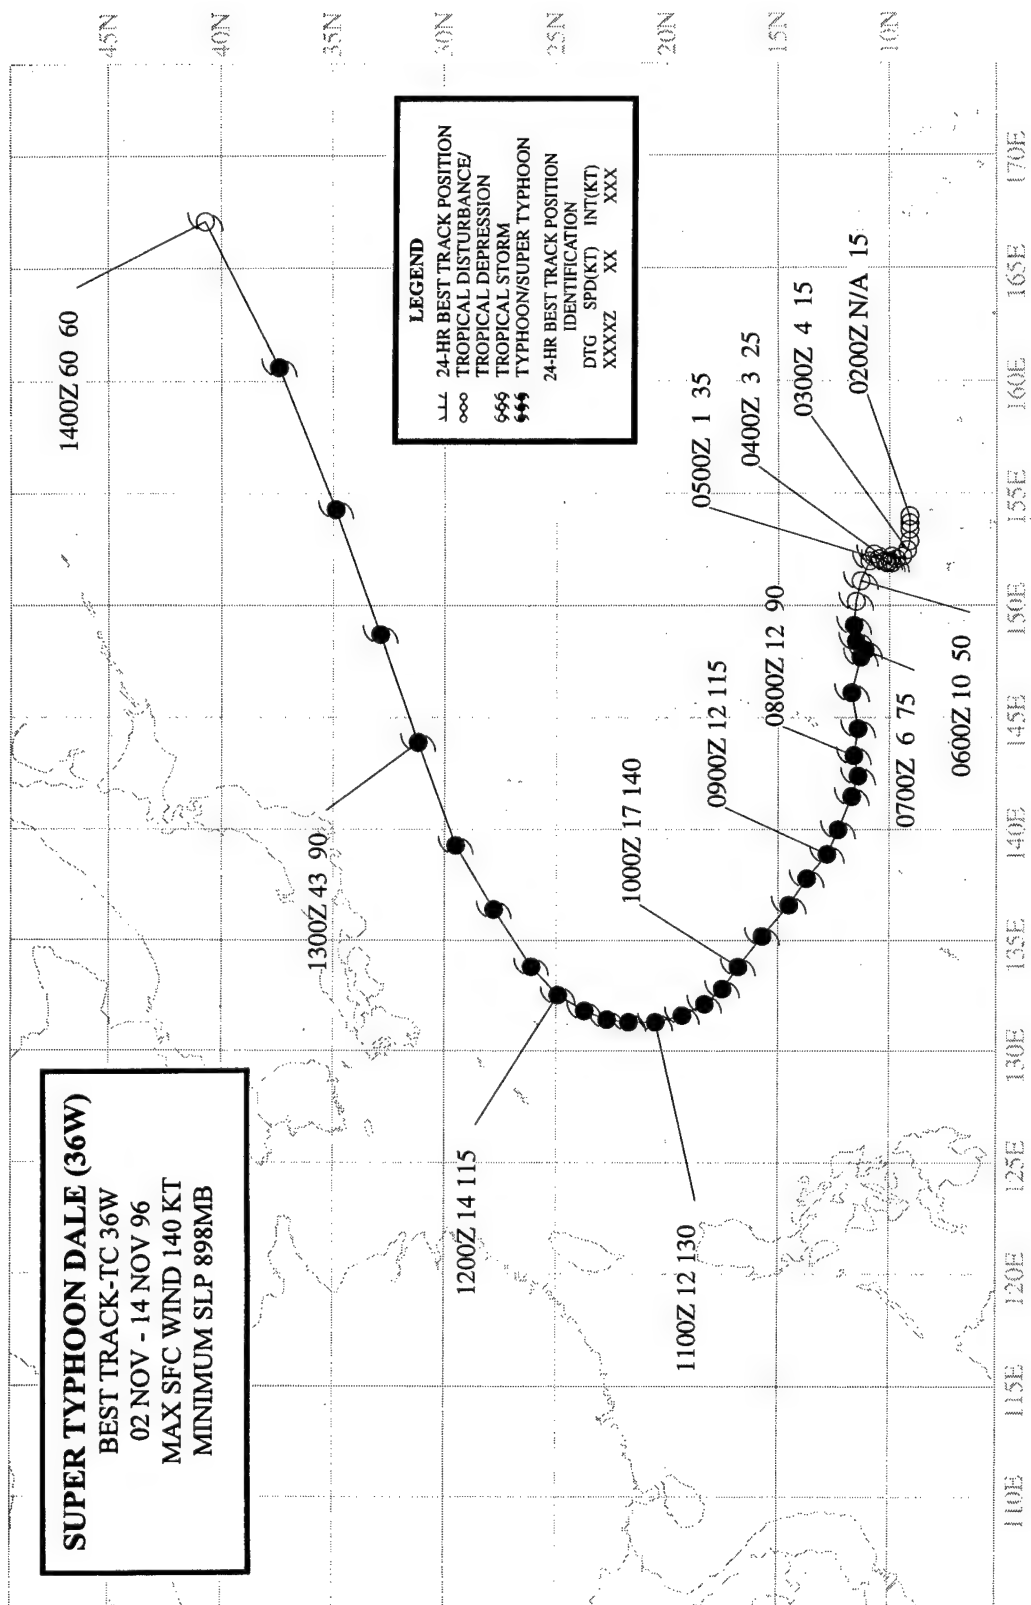 SUPER TYPHOON DALE (36W)
BEST TRACK-TC 36W
02 NOV - 14 NOV 96
MAX SFC WIND 140 KT
MINIMUM SLP 898MB
LEGEND
24-HR BEST TRACK POSITION
TROPICAL DISTURBANCE/
TROPICAL DEPRESSION
TROPICAL STORM
TYPHOON/SUPER TYPHOON
24-HR BEST TRACK POSITION
IDENTIFICATION
DTG SPD(KT) INT(KT)
XXXXZ XX XXX
1400Z 60 60
1300Z 43 90
1200Z 14 115
1100Z 12 130
1000Z 17 140
0900Z 12 115
0800Z 12 90
0700Z 6 75
0600Z 10 50
0500Z 1 35
0400Z 3 25
0300Z 4 15
0200Z N/A 15
45N
40N
35N
30N
25N
20N
15N
10N
110E
115E
120E
125E
130E
135E
140E
145E
150E
155E
160E
165E
170E